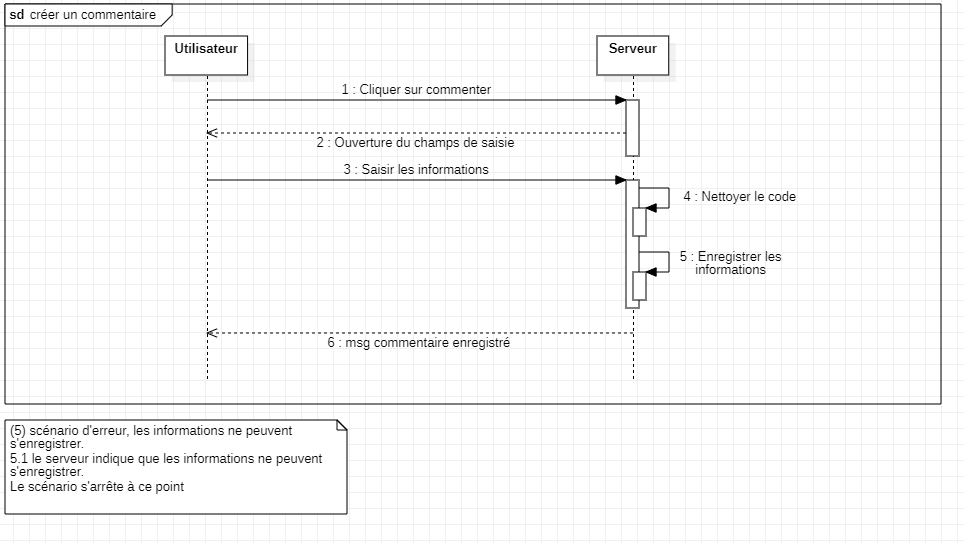 sd créer un commentaire
Utilisateur
Serveur
1 : Cliquer sur commenter
2 : Ouverture du champs de saisie
3 : Saisir les informations
4 : Nettoyer le code
5 : Enregistrer les
informations
6 : msg commentaire enregistré
(5) scénario d'erreur, les informations ne peuvent
s'enregistrer.
5.1 le serveur indique que les informations ne peuvent
s'enregistrer.
Le scénario s'arrête à ce point